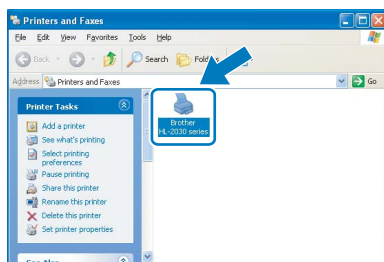 Printers and Faxes
File Edit View Favorites Tools Help
Back Search Folders
Address Printers and Faxes Go
Printer Tasks
Add a printer
See what's printing
Select printing
preferences
Pause printing
Share this printer
Rename this printer
Delete this printer
Set printer properties
See Also
Brother
HL-2030 series